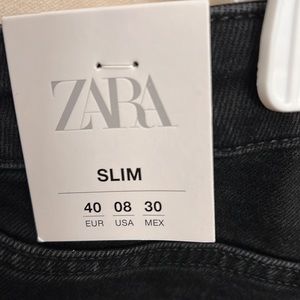 ZARA
SLIM
40 08 30
EUR USA MEX